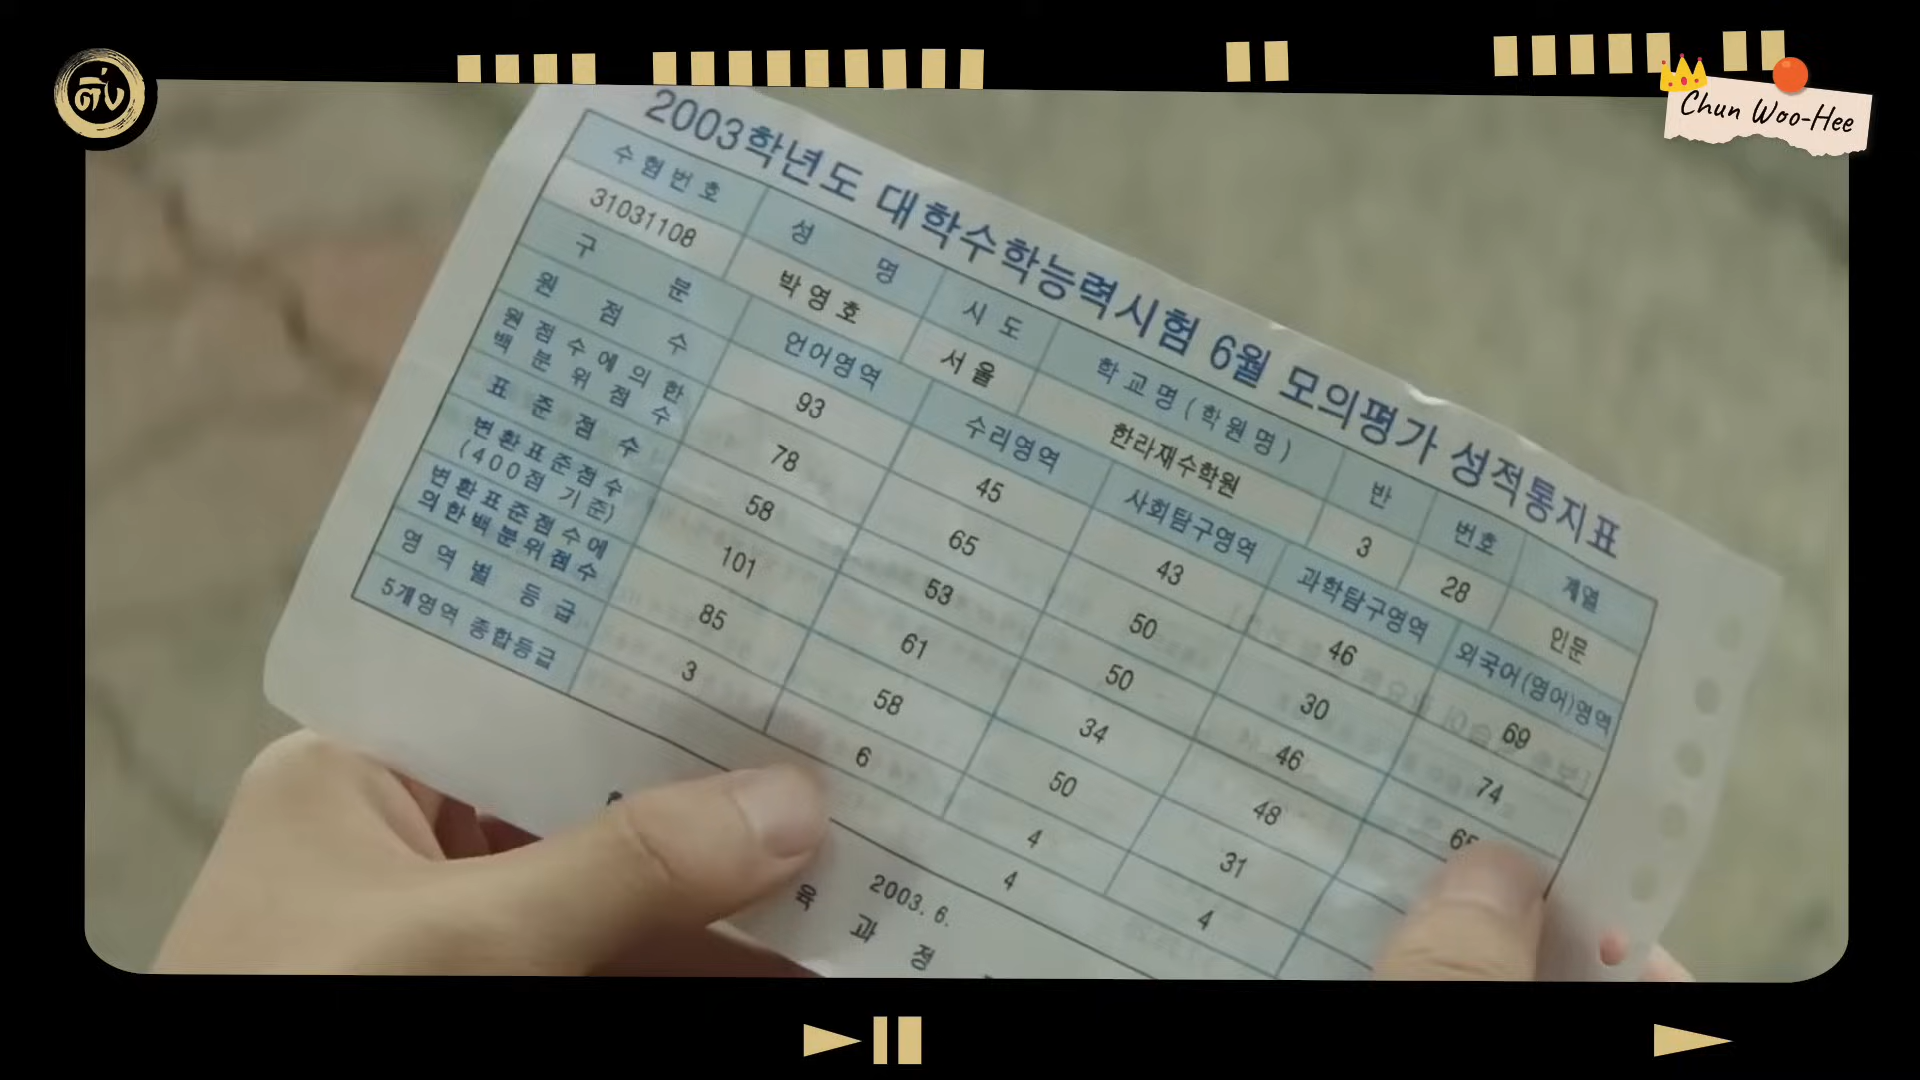 ติ่ง
Chun Woo-Hee
2003학년도 대학수학능력시험 6월 모의평가 성적통지표
수험번호 성 명 시 도 학교명(학원명) 반 번호 계열
31031108 박영호 서울 한라재수학원 3 28 인문
구 분 언어영역 수리영역 사회탐구영역 과학탐구영역 외국어(영어)영역
원 점 수 93 45 43 46 69
원점수에의한 백분위점수 78 65 50 30 74
표 준 점 수 58 53 50 46
변환표준점수 (400점 기준) 101 61 34 48
변환표준점수에 의한백분위점수 85 58 50 31
영 역 별 등 급 3 6 4 4
5개영역 종합등급 4
2003. 6.
육 과 정